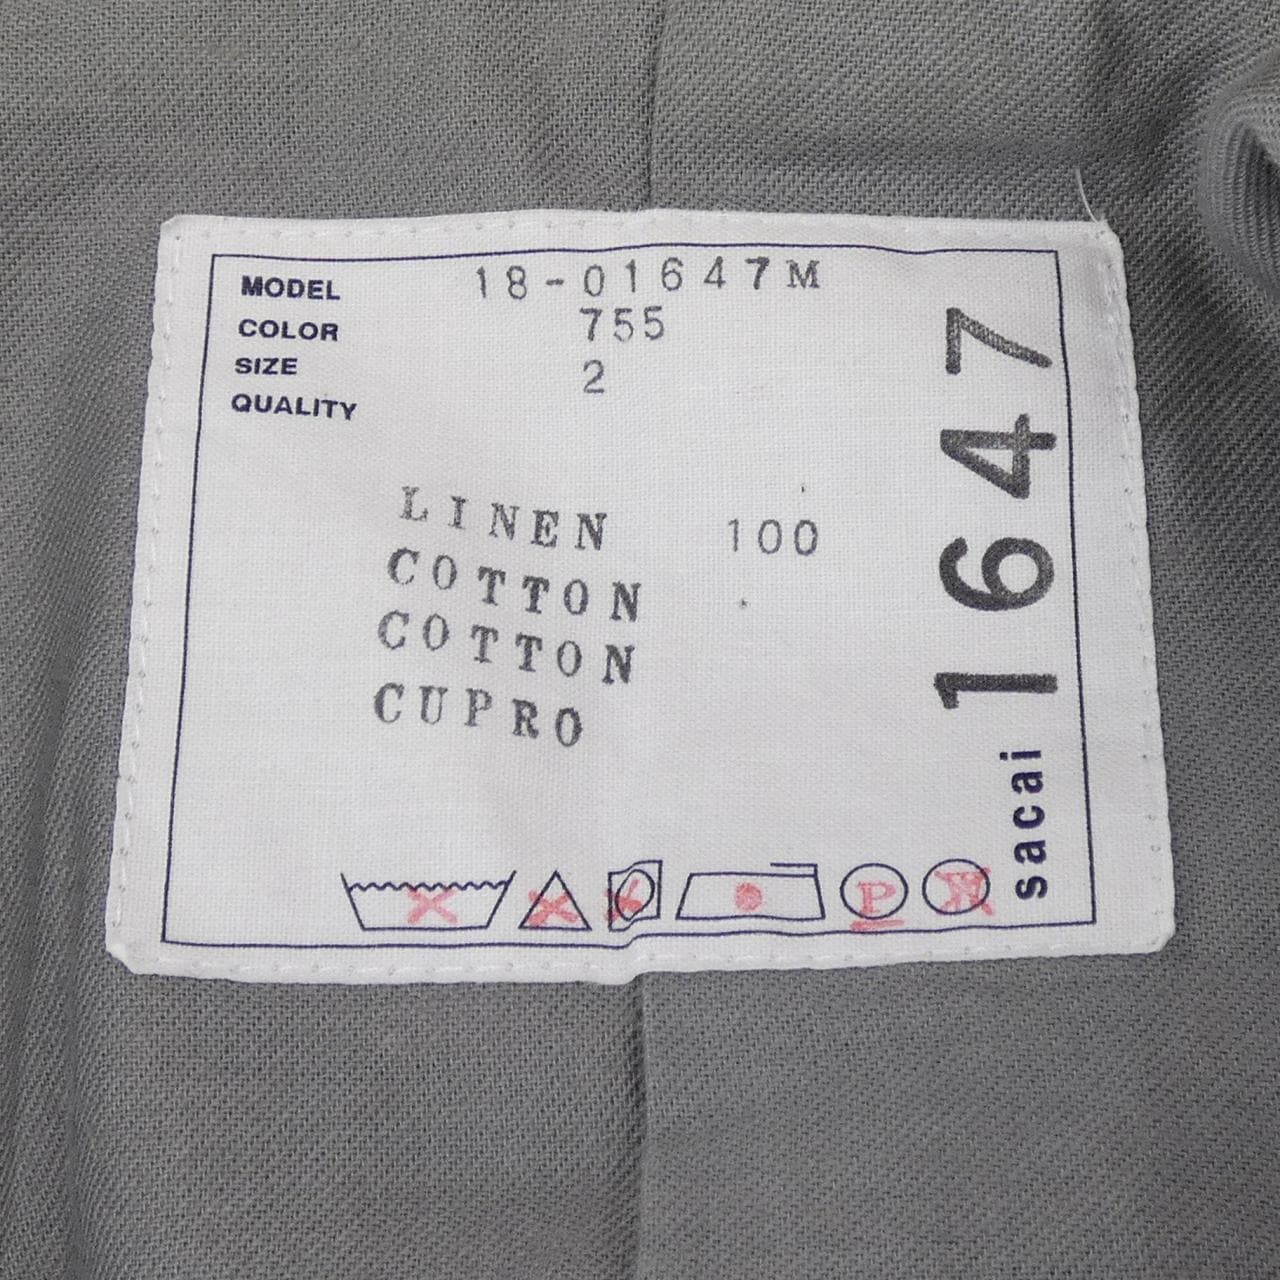 MODEL 18-01647M
COLOR 755
SIZE 2
QUALITY
LINEN 100
COTTON
COTTON
CUPRO
P
W
sacai 1647